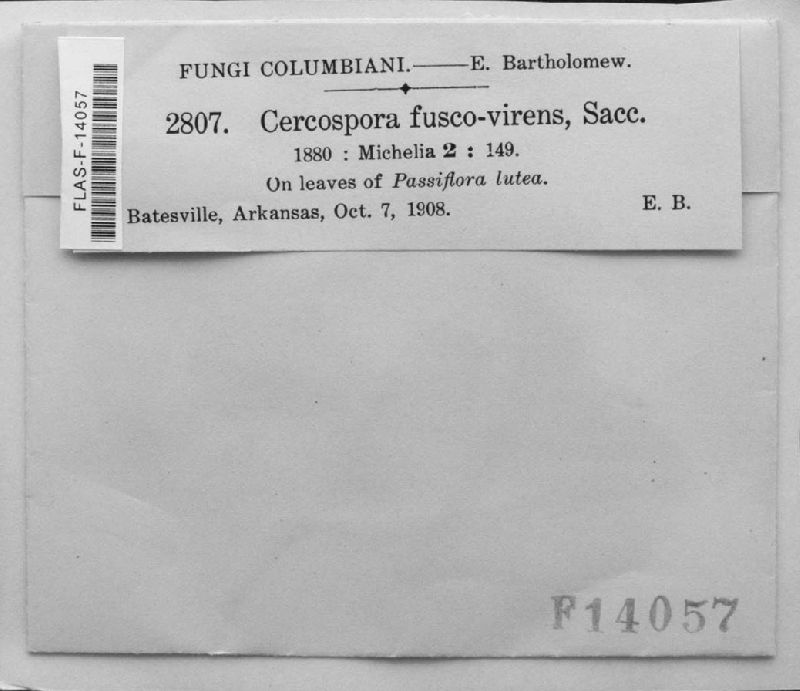 FLAS-F-14057
FUNGI COLUMBIANI.——E. Bartholomew.
2807. Cercospora fusco-virens, Sacc.
1880 : Michelia 2 : 149.
On leaves of Passiflora lutea.
Batesville, Arkansas, Oct. 7, 1908. E. B.
F14057